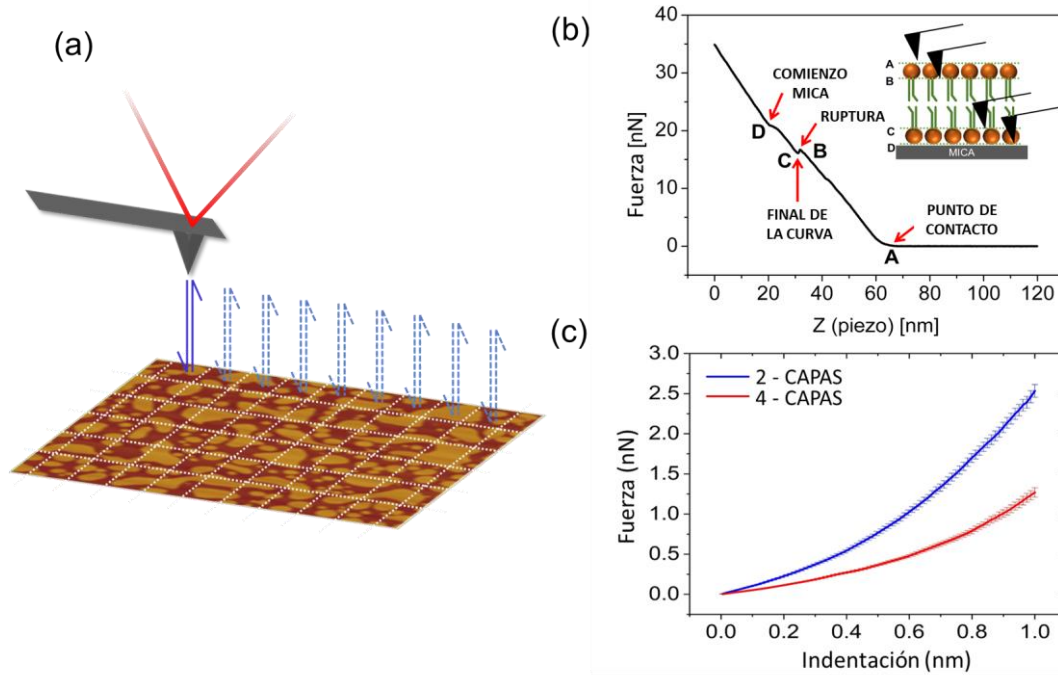 (a)
(b)
40
30
20
10
0
Fuerza [nN]
COMIENZO
MICA
RUPTURA
D
C
B
FINAL DE
LA CURVA
PUNTO DE
CONTACTO
A
A
B
C
D
MICA
0 20 40 60 80 100 120
Z (piezo) [nm]
(c)
3.0
2.5
2.0
1.5
1.0
0.5
0.0
Fuerza (nN)
2 - CAPAS
4 - CAPAS
0.0 0.2 0.4 0.6 0.8 1.0
Indentación (nm)